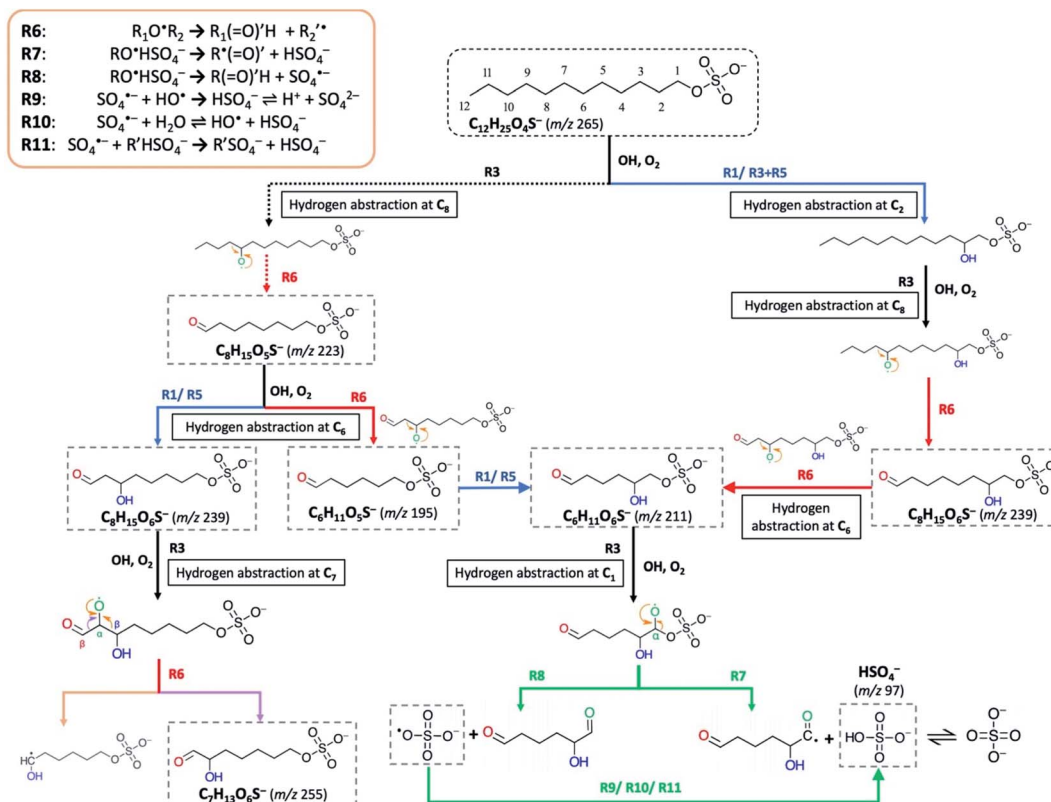 R6: R₁O•R₂ → R₁(=O)'H + R₂'•
R7: RO•HSO₄⁻ → R•(=O)' + HSO₄⁻
R8: RO•HSO₄⁻ → R(=O)'H + SO₄•⁻
R9: SO₄•⁻ + HO• → HSO₄⁻ ⇌ H⁺ + SO₄²⁻
R10: SO₄•⁻ + H₂O ⇌ HO• + HSO₄⁻
R11: SO₄•⁻ + R'HSO₄⁻ → R'SO₄⁻ + HSO₄⁻
11 9 7 5 3 1
12 10 8 6 4 2
O S O O O⁻
C₁₂H₂₅O₄S⁻ (m/z 265)
OH, O₂
R3
R1/ R3+R5
Hydrogen abstraction at C₈
Hydrogen abstraction at C₂
O O S O O O⁻
OH O S O O O⁻
R6
R3
OH, O₂
Hydrogen abstraction at C₈
O O S O O O⁻
C₈H₁₅O₅S⁻ (m/z 223)
O OH O S O O O⁻
OH, O₂
R1/ R5
R6
R6
Hydrogen abstraction at C₆
O O O S O O O⁻
O O OH O S O O O⁻
O OH O S O O O⁻
C₈H₁₅O₆S⁻ (m/z 239)
O O S O O O⁻
C₆H₁₁O₅S⁻ (m/z 195)
R1/ R5
O OH O S O O O⁻
C₆H₁₁O₆S⁻ (m/z 211)
R6
Hydrogen
abstraction at C₆
O OH O S O O O⁻
C₈H₁₅O₆S⁻ (m/z 239)
R3
OH, O₂
Hydrogen abstraction at C₇
R3
OH, O₂
Hydrogen abstraction at C₁
O O β α β OH O S O O O⁻
O O α OH O S O O O⁻
R6
R8
R7
HSO₄⁻
(m/z 97)
HC OH O S O O O⁻
O OH O S O O O⁻
C₇H₁₃O₆S⁻ (m/z 255)
•O S O O O⁻
+
O O OH
O O C• OH
+
HO S O O O⁻
⇌
O⁻ O S O O⁻
R9/ R10/ R11